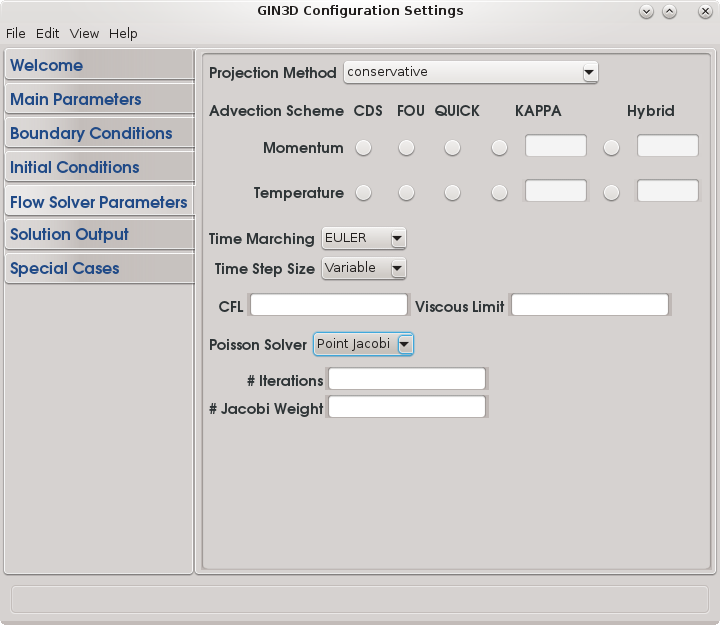 GIN3D Configuration Settings
File Edit View Help
Welcome
Main Parameters
Boundary Conditions
Initial Conditions
Flow Solver Parameters
Solution Output
Special Cases
Projection Method conservative
Advection Scheme CDS FOU QUICK KAPPA Hybrid
Momentum
Temperature
Time Marching EULER
Time Step Size Variable
CFL Viscous Limit
Poisson Solver Point Jacobi
# Iterations
# Jacobi Weight